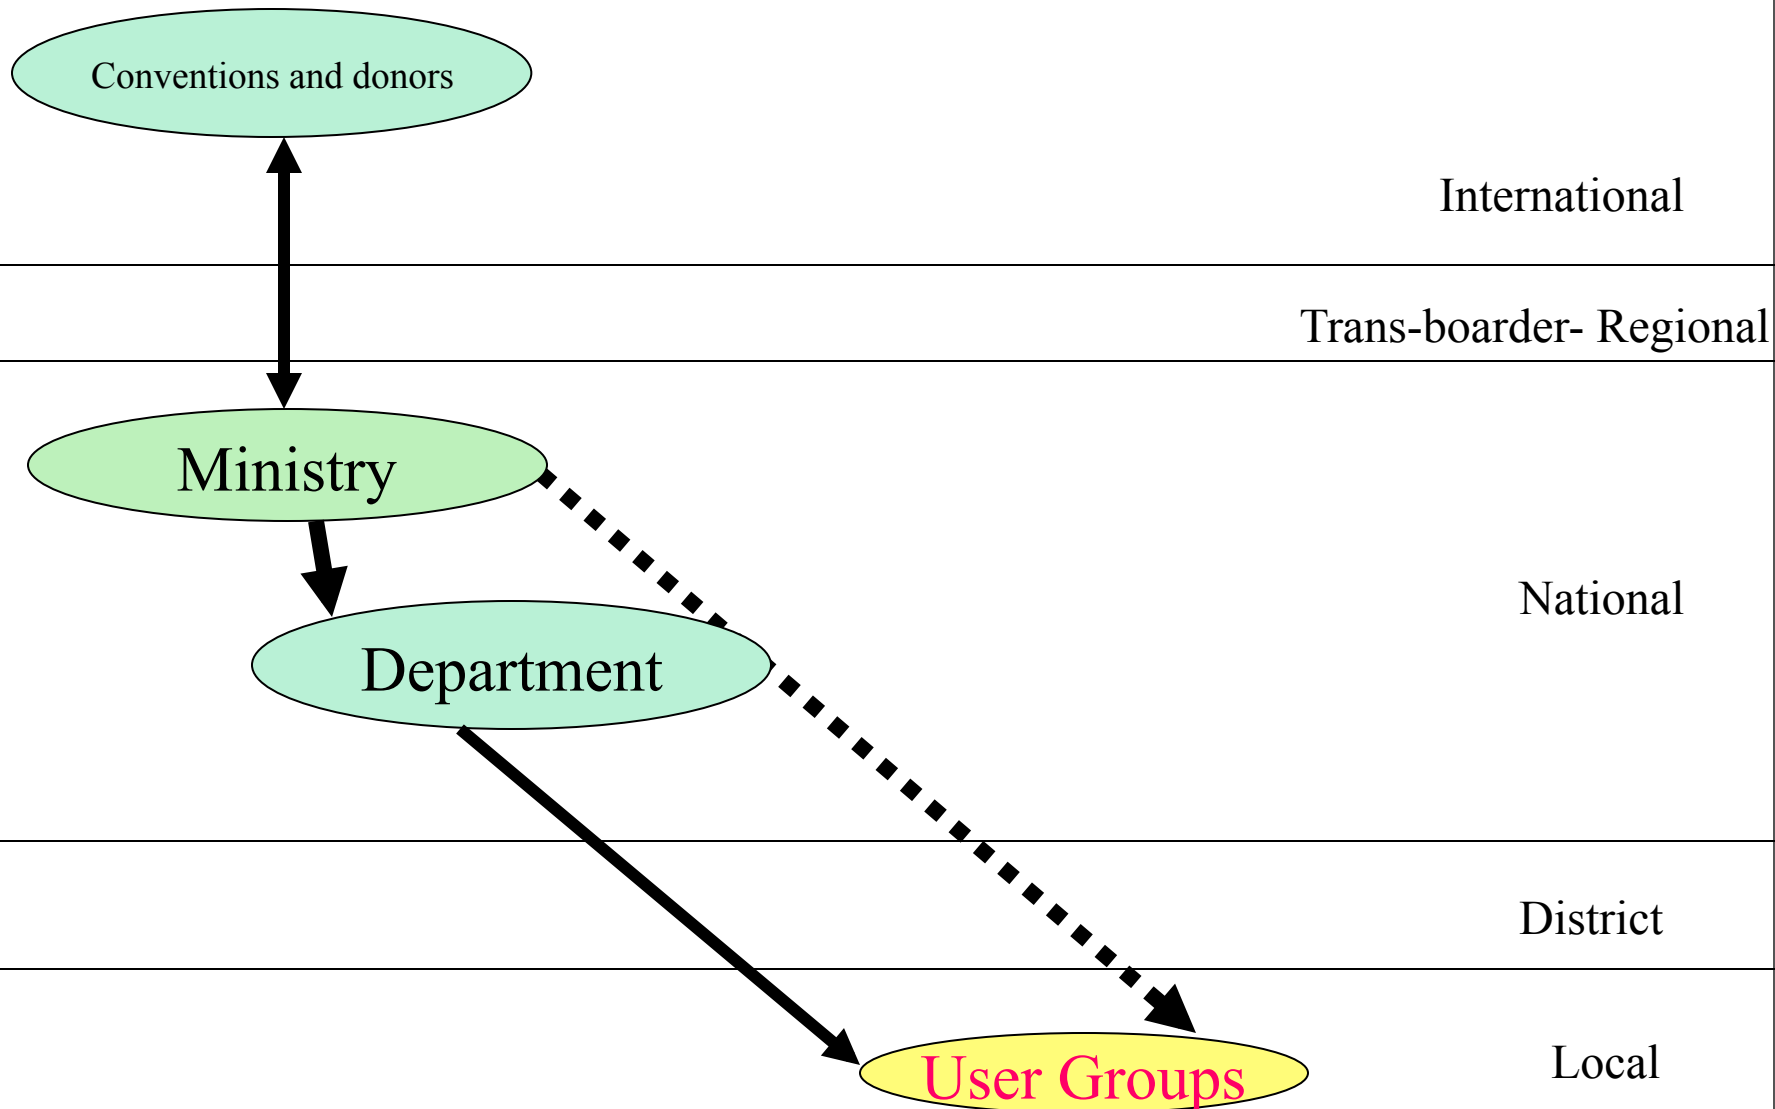 Conventions and donors
International
Trans-boarder- Regional
Ministry
National
Department
District
Local
User Groups